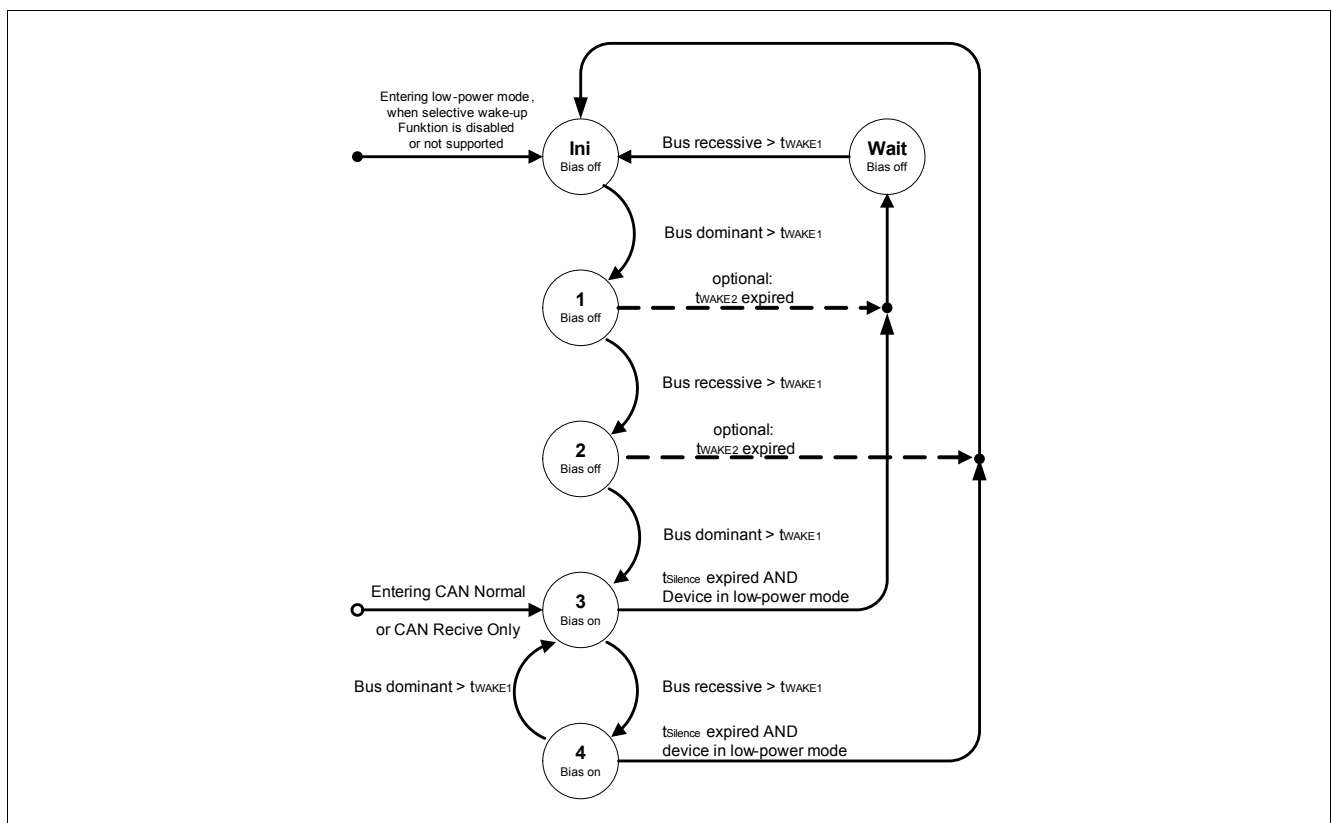 Entering low-power mode,
when selective wake-up
Funktion is disabled
or not supported
Ini
Bias off
Bus recessive > tWAKE1
Wait
Bias off
Bus dominant > tWAKE1
1
Bias off
optional:
tWAKE2 expired
Bus recessive > tWAKE1
2
Bias off
optional:
tWAKE2 expired
Bus dominant > tWAKE1
Entering CAN Normal
or CAN Recive Only
3
Bias on
tSilence expired AND
Device in low-power mode
Bus dominant > tWAKE1
Bus recessive > tWAKE1
4
Bias on
tSilence expired AND
device in low-power mode